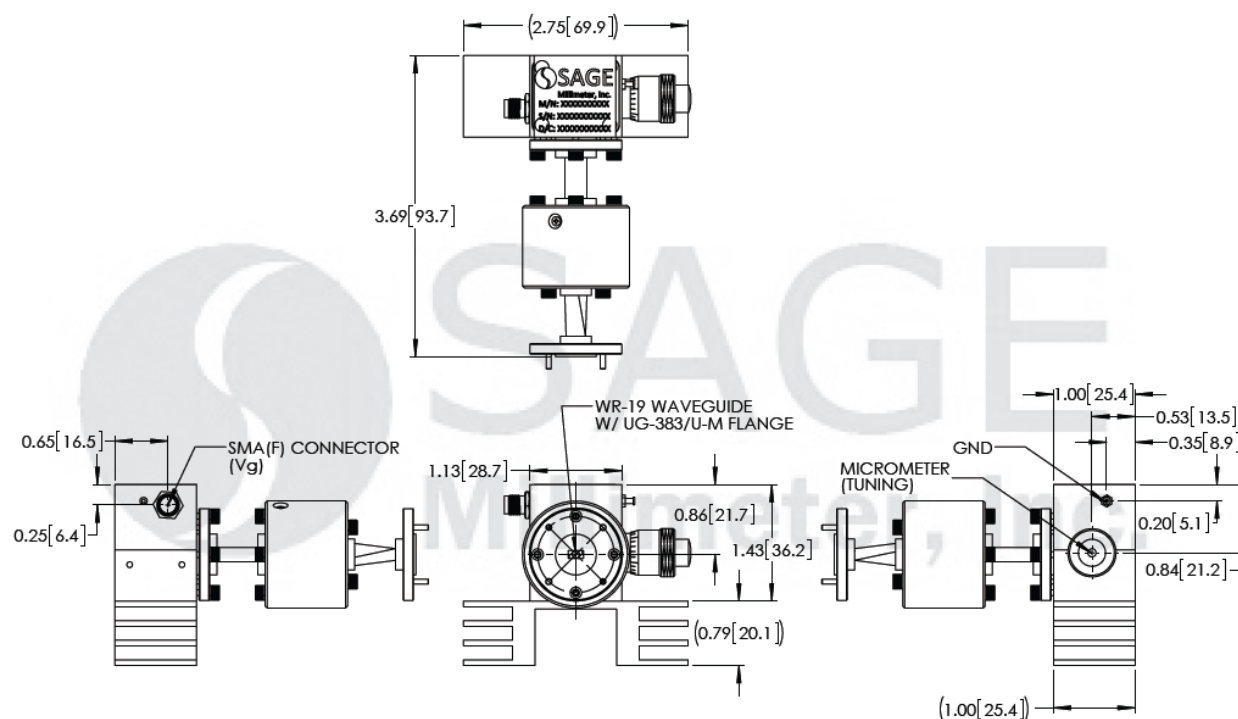 (2.75[69.9])
SAGE
Millimeter, Inc.
M/N: XXXXXXXXXX
S/N: XXXXXXXXXXX
D/C: XXXXXXXXXXX
3.69[93.7]
SAGE
Millimeter, Inc.
0.65[16.5]
SMA(F) CONNECTOR
(Vg)
0.25[6.4]
WR-19 WAVEGUIDE
W/ UG-383/U-M FLANGE
1.13[28.7]
0.86[21.7]
1.43[36.2]
(0.79[20.1])
1.00[25.4]
0.53[13.5]
0.35[8.9]
GND
MICROMETER
(TUNING)
0.20[5.1]
0.84[21.2]
(1.00[25.4])